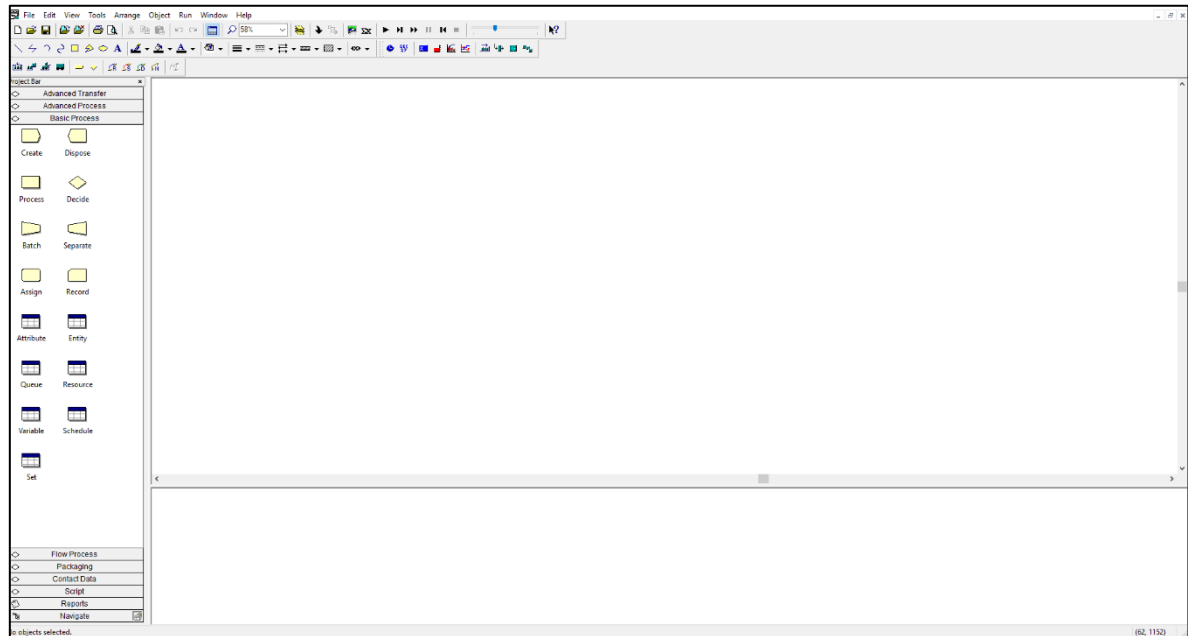 File Edit View Tools Arrange Object Run Window Help
58%
A A
roject Bar
Advanced Transfer
Advanced Process
Basic Process
Create Dispose
Process Decide
Batch Separate
Assign Record
Attribute Entity
Queue Resource
Variable Schedule
Set
Flow Process
Packaging
Contact Data
Script
Reports
Navigate
o objects selected. (62, 1152)